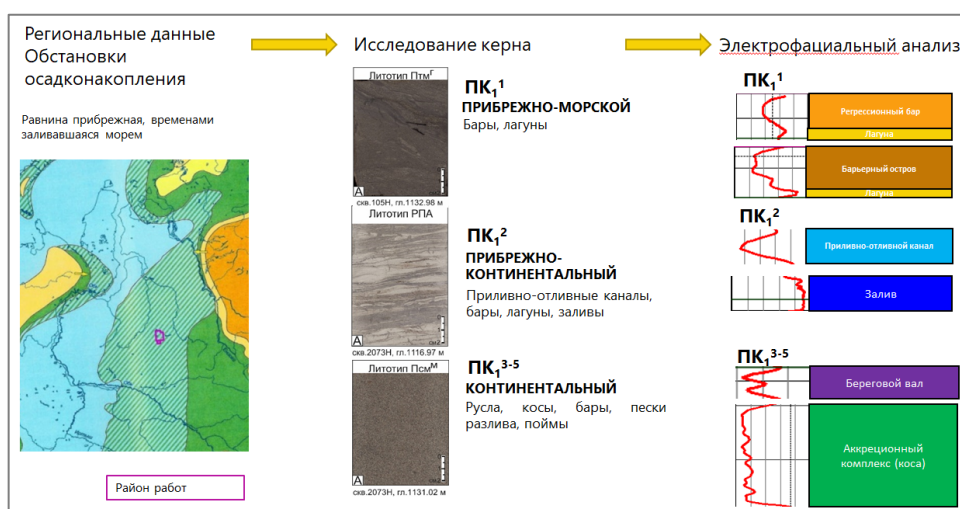 Региональные данные
Обстановки
осадконакопления
Равнина прибрежная, временами
заливавшаяся морем
Район работ
Исследование керна
Литотип Птмᴦ
А
скв.105Н, гл.1132.98 м
ПК₁¹
ПРИБРЕЖНО-МОРСКОЙ
Бары, лагуны
Литотип РПА
А
см2
скв.2073Н, гл.1116.97 м
ПК₁²
ПРИБРЕЖНО-
КОНТИНЕНТАЛЬНЫЙ
Приливно-отливные каналы,
бары, лагуны, заливы
Литотип Псмᴹ
А
скв.2073Н, гл.1131.02 м
ПК₁³⁻⁵
КОНТИНЕНТАЛЬНЫЙ
Русла, косы, бары, пески
разлива, поймы
Электрофациальный анализ
ПК₁¹
Регрессионный бар
Лагуна
Барьерный остров
Лагуна
ПК₁²
Приливно-отливной канал
Залив
ПК₁³⁻⁵
Береговой вал
Аккреционный
комплекс (коса)